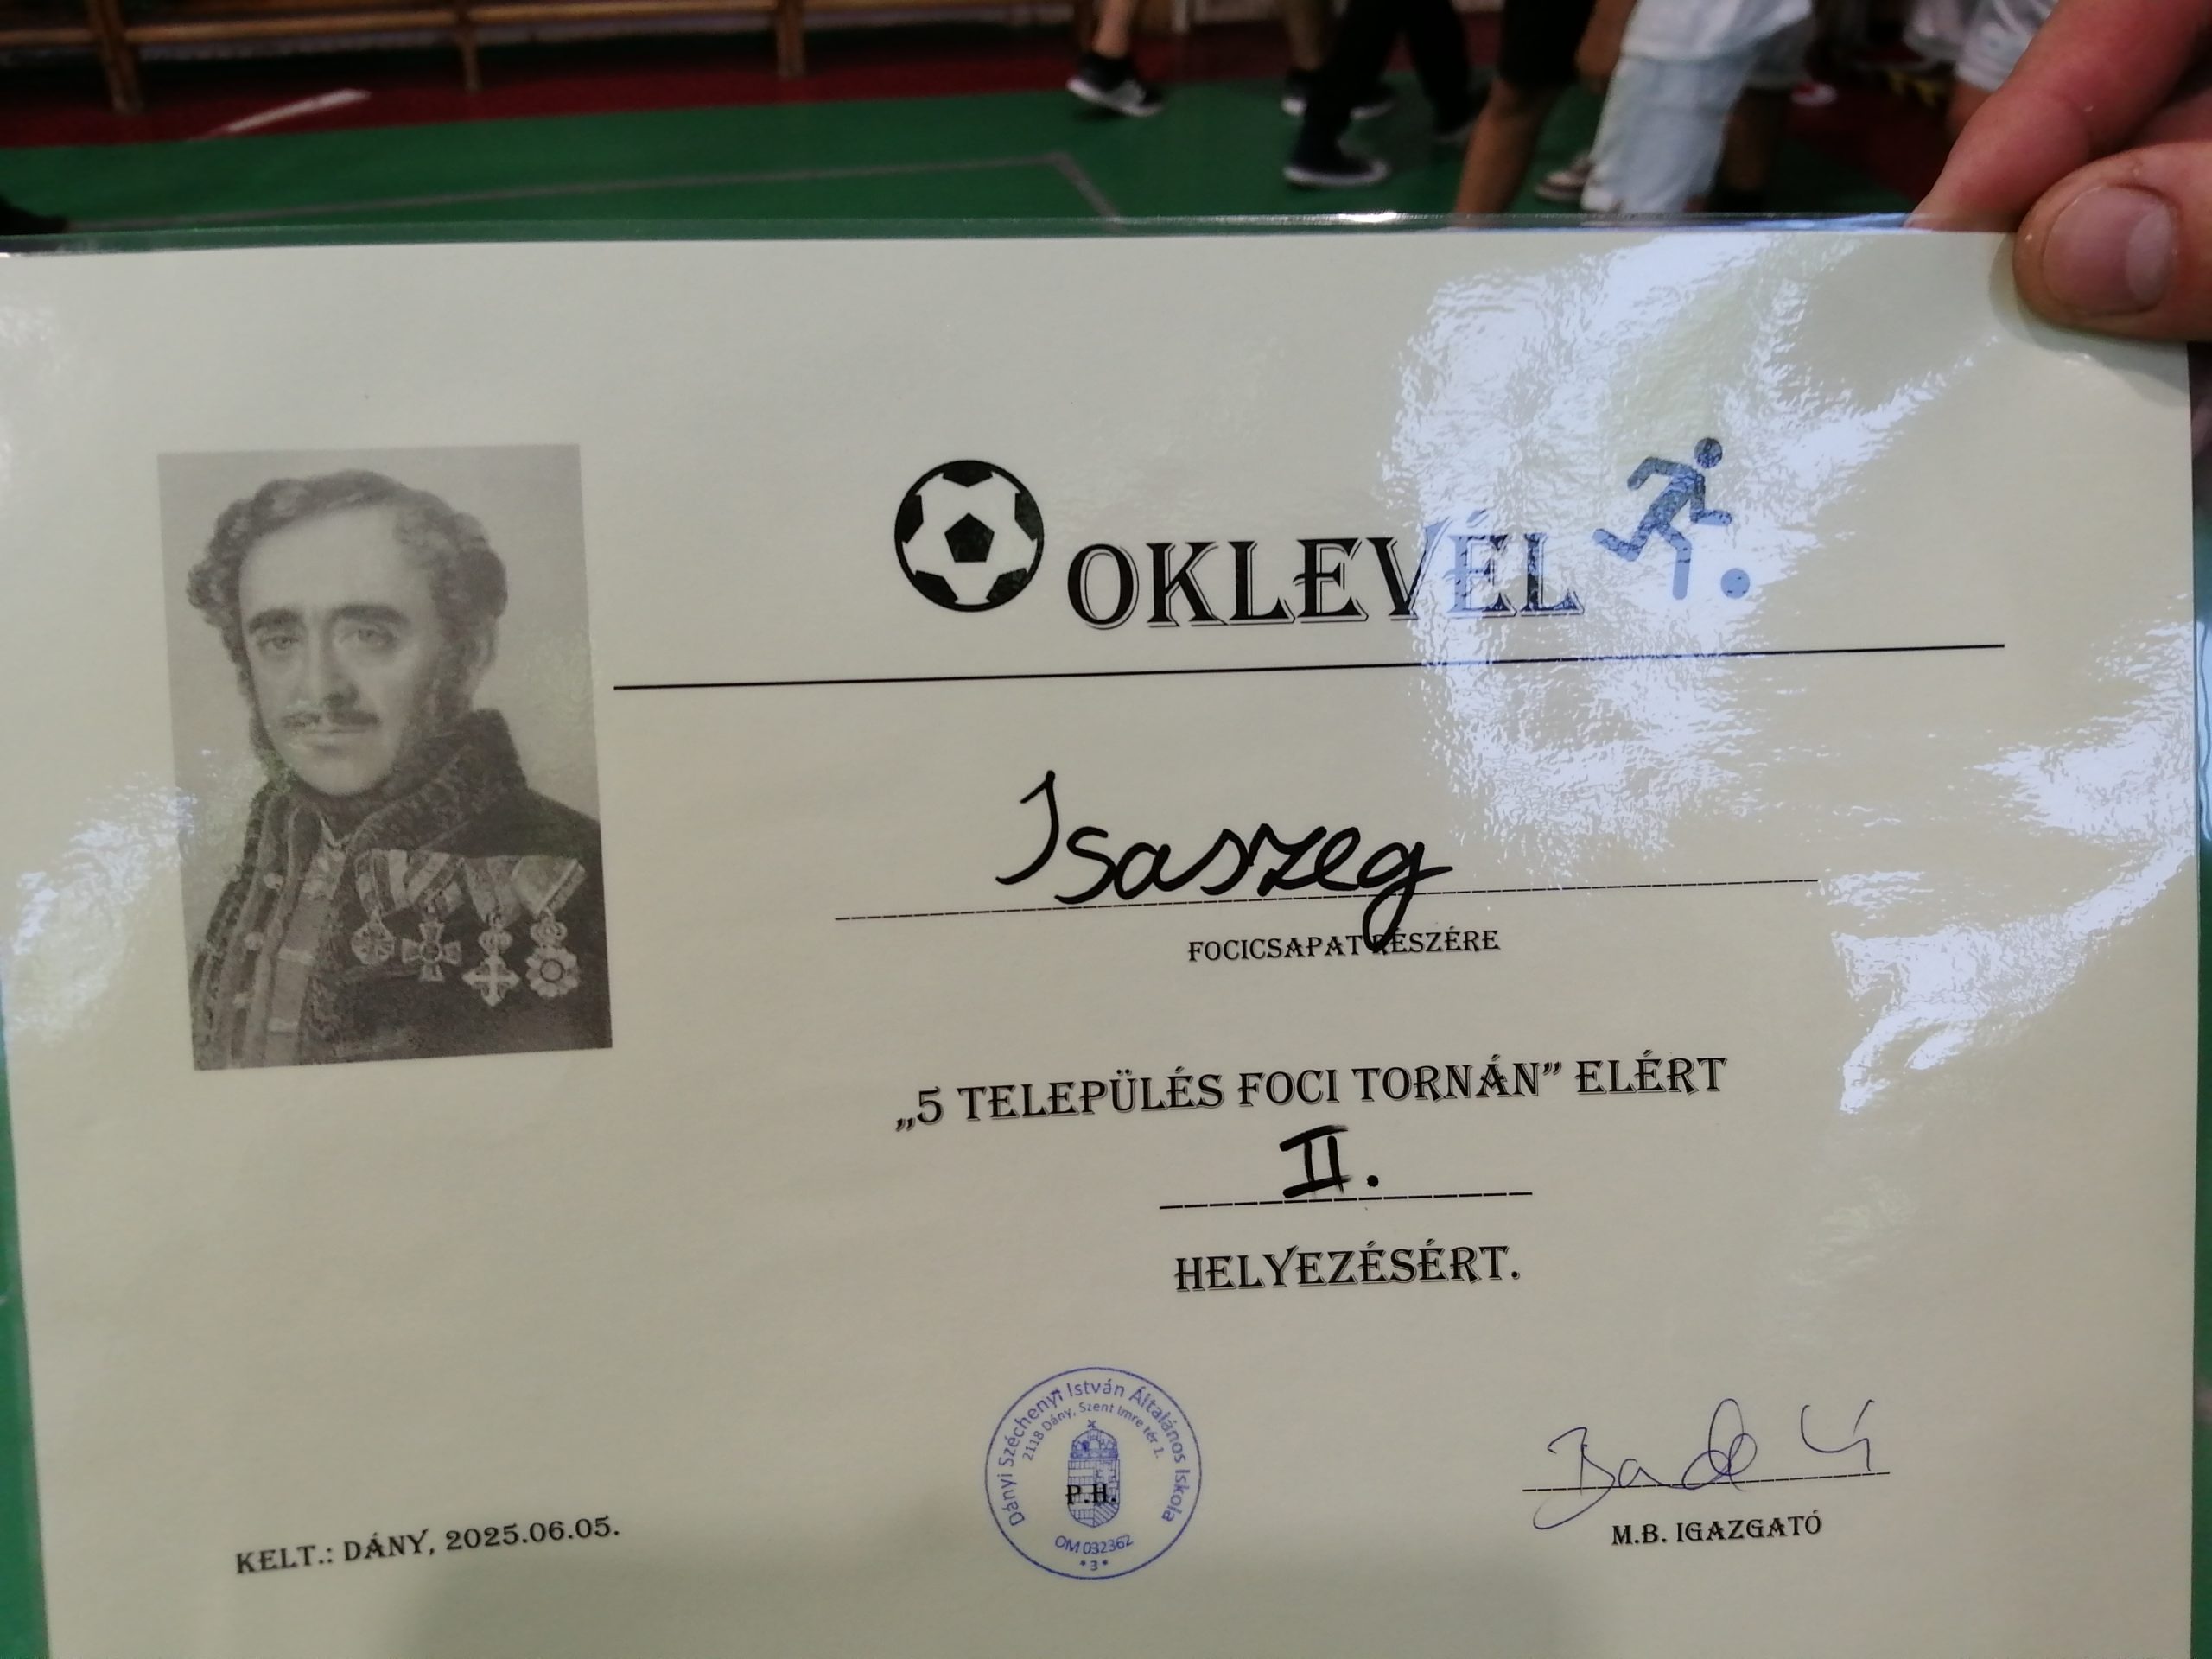 OKLEVÉL
Isaszeg
FOCICSAPAT RÉSZÉRE
„5 TELEPÜLÉS FOCI TORNÁN” ELÉRT
II.
HELYEZÉSÉRT.
Dányi Széchenyi István Általános Iskola
2118 Dány, Szent Imre tér 1.
P.H.
OM 032362
* 3 *
KELT.: DÁNY, 2025.06.05.
M.B. IGAZGATÓ